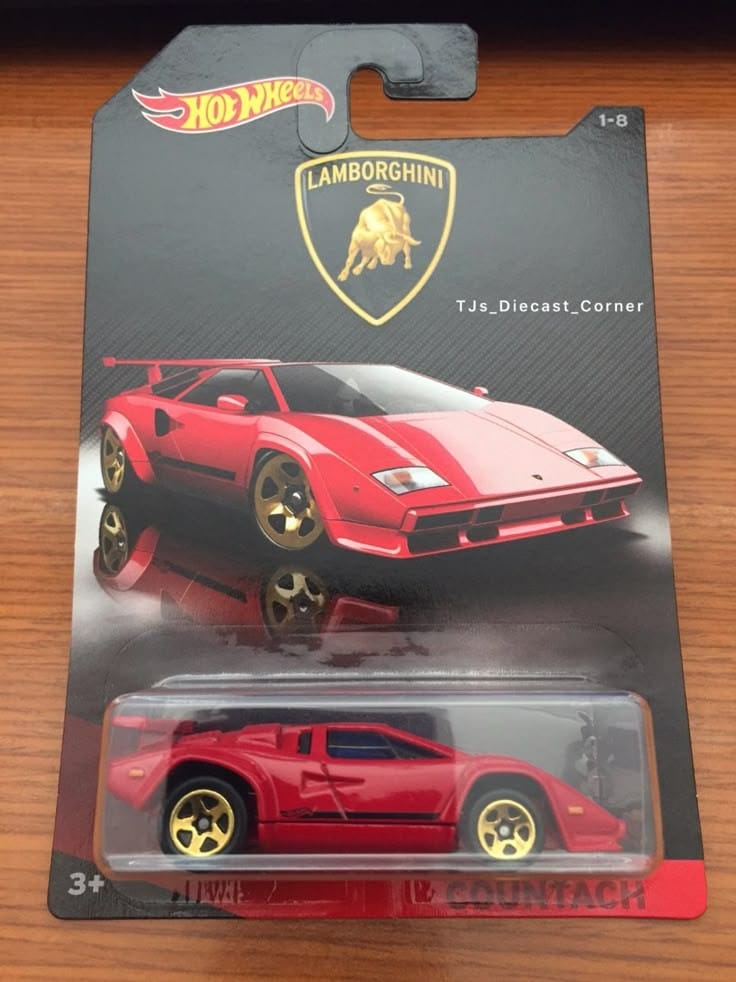 HOT WHEELS
1-8
LAMBORGHINI
TJs_Diecast_Corner
3+
COUNTACH